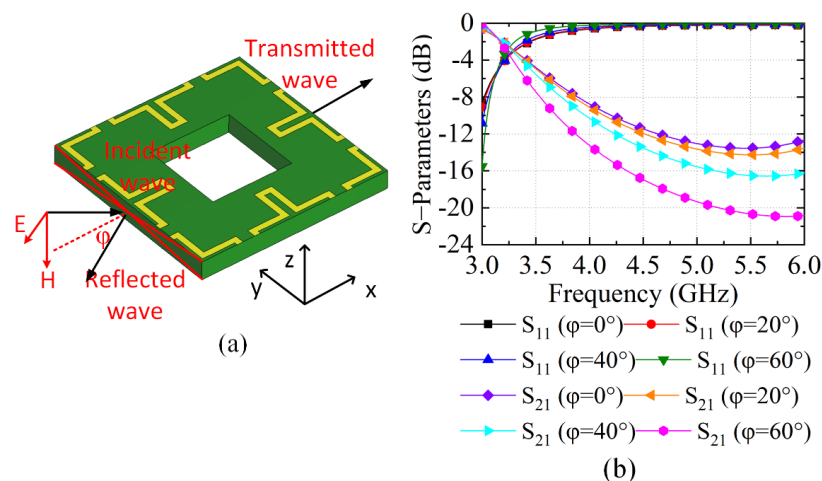 (a)
Transmitted
wave
Incident
wave
E
φ
H
Reflected
wave
z
y
x
(a)
S−Parameters (dB)
0
-4
-8
-12
-16
-20
-24
3.0 3.5 4.0 4.5 5.0 5.5 6.0
Frequency (GHz)
S11 (φ=0°) S11 (φ=20°)
S11 (φ=40°) S11 (φ=60°)
S21 (φ=0°) S21 (φ=20°)
S21 (φ=40°) S21 (φ=60°)
(b)